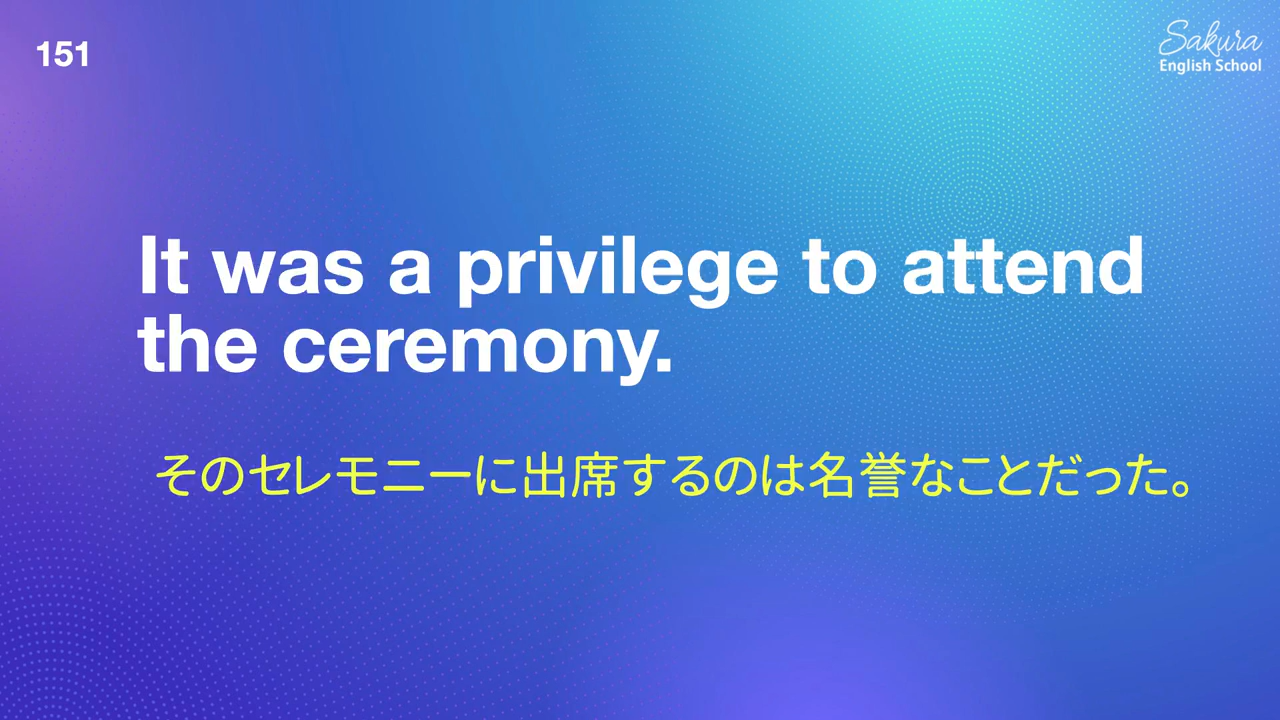 151
Sakura
English School
It was a privilege to attend
the ceremony.
そのセレモニーに出席するのは名誉なことだった。